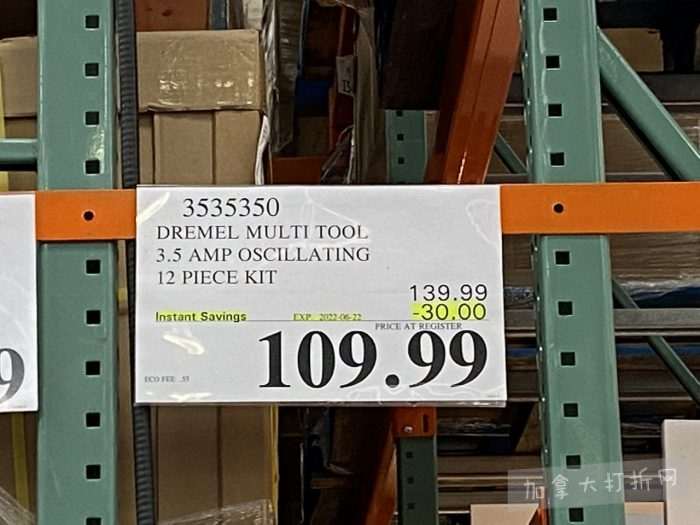 3535350
DREMEL MULTI TOOL
3.5 AMP OSCILLATING
12 PIECE KIT
139.99
Instant Savings EXP. 2022-06-22 -30.00
PRICE AT REGISTER
109.99
ECO FEE: .55
9
加拿大打折网